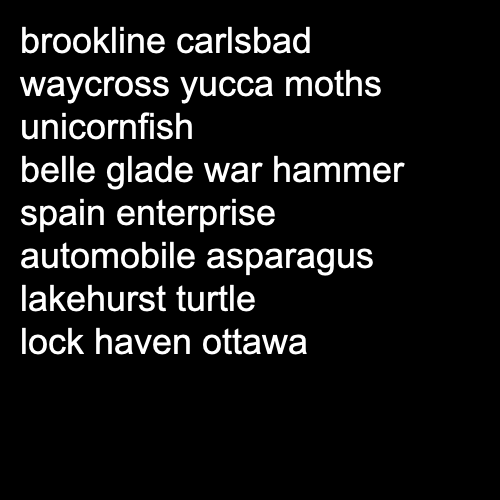 brookline carlsbad
waycross yucca moths
unicornfish
belle glade war hammer
spain enterprise
automobile asparagus
lakehurst turtle
lock haven ottawa